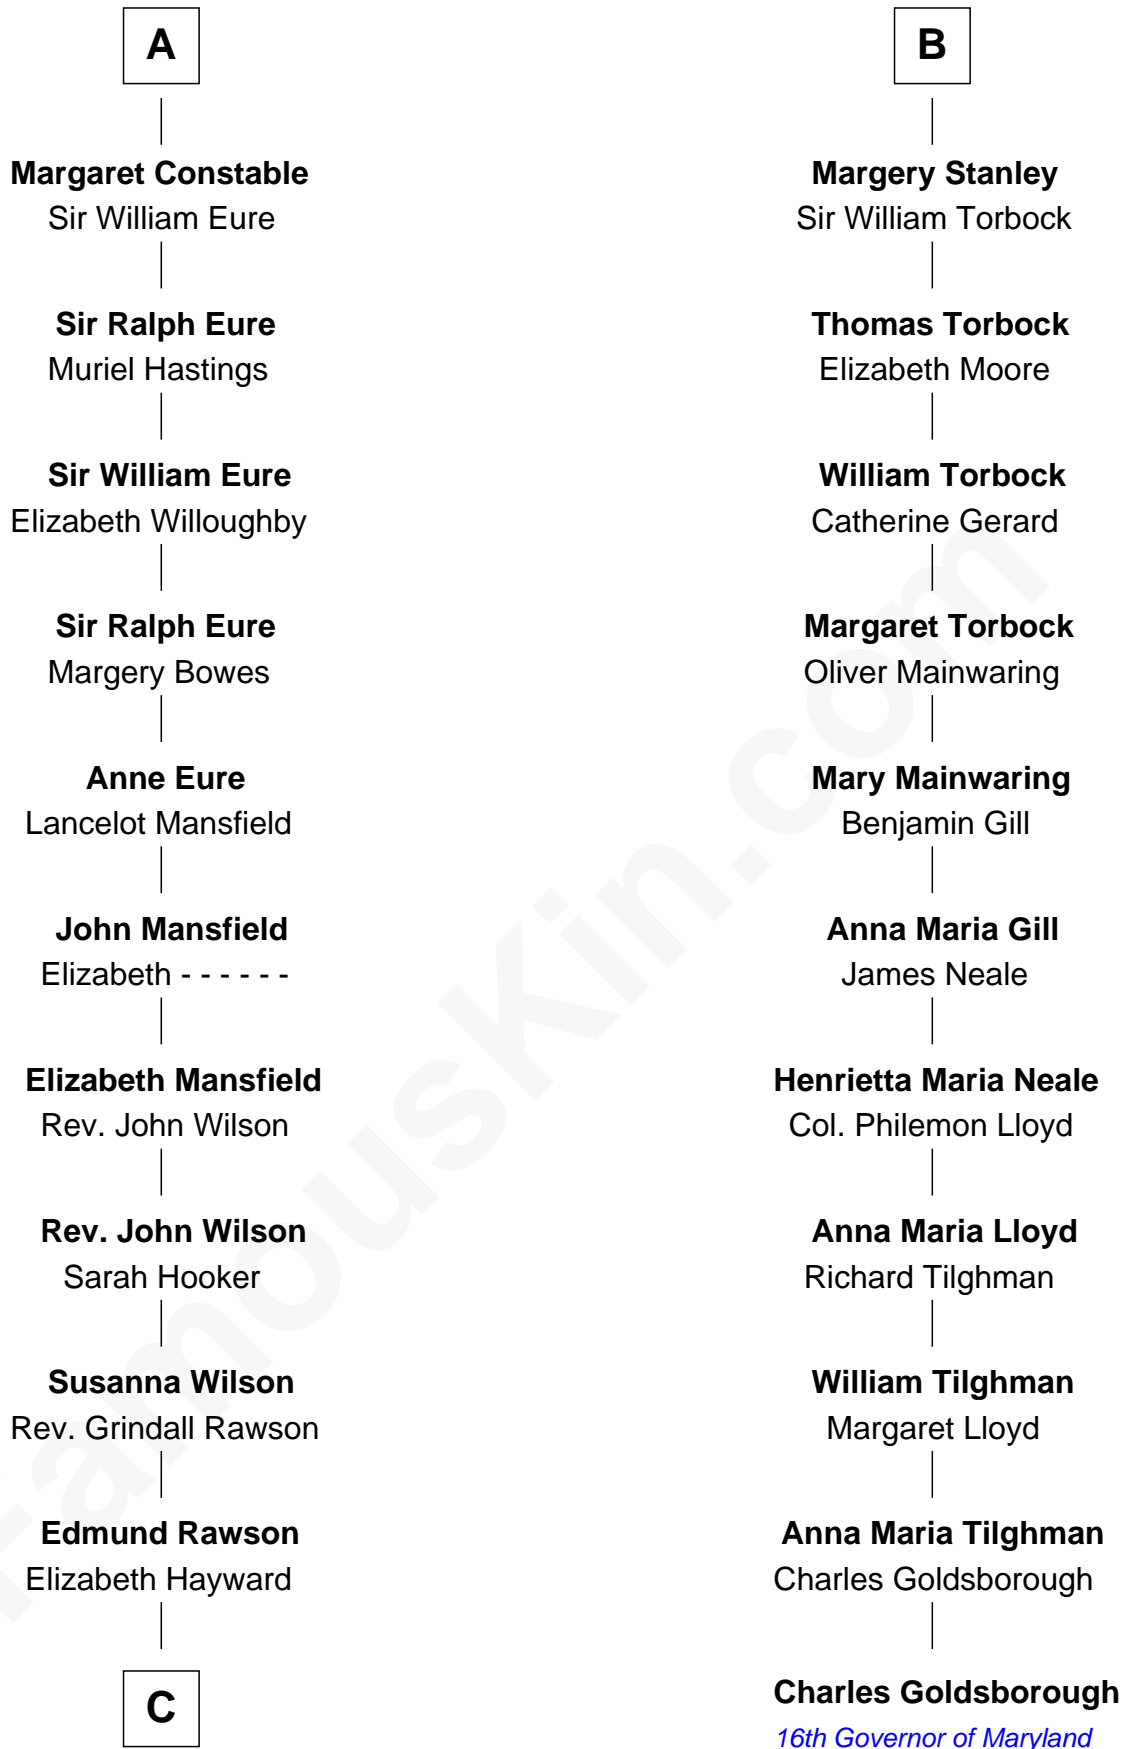 A
Margaret Constable
Sir William Eure
Sir Ralph Eure
Muriel Hastings
Sir William Eure
Elizabeth Willoughby
Sir Ralph Eure
Margery Bowes
Anne Eure
Lancelot Mansfield
John Mansfield
Elizabeth - - - - - -
Elizabeth Mansfield
Rev. John Wilson
Rev. John Wilson
Sarah Hooker
Susanna Wilson
Rev. Grindall Rawson
Edmund Rawson
Elizabeth Hayward
C
B
Margery Stanley
Sir William Torbock
Thomas Torbock
Elizabeth Moore
William Torbock
Catherine Gerard
Margaret Torbock
Oliver Mainwaring
Mary Mainwaring
Benjamin Gill
Anna Maria Gill
James Neale
Henrietta Maria Neale
Col. Philemon Lloyd
Anna Maria Lloyd
Richard Tilghman
William Tilghman
Margaret Lloyd
Anna Maria Tilghman
Charles Goldsborough
Charles Goldsborough
16th Governor of Maryland
FamousKin.com